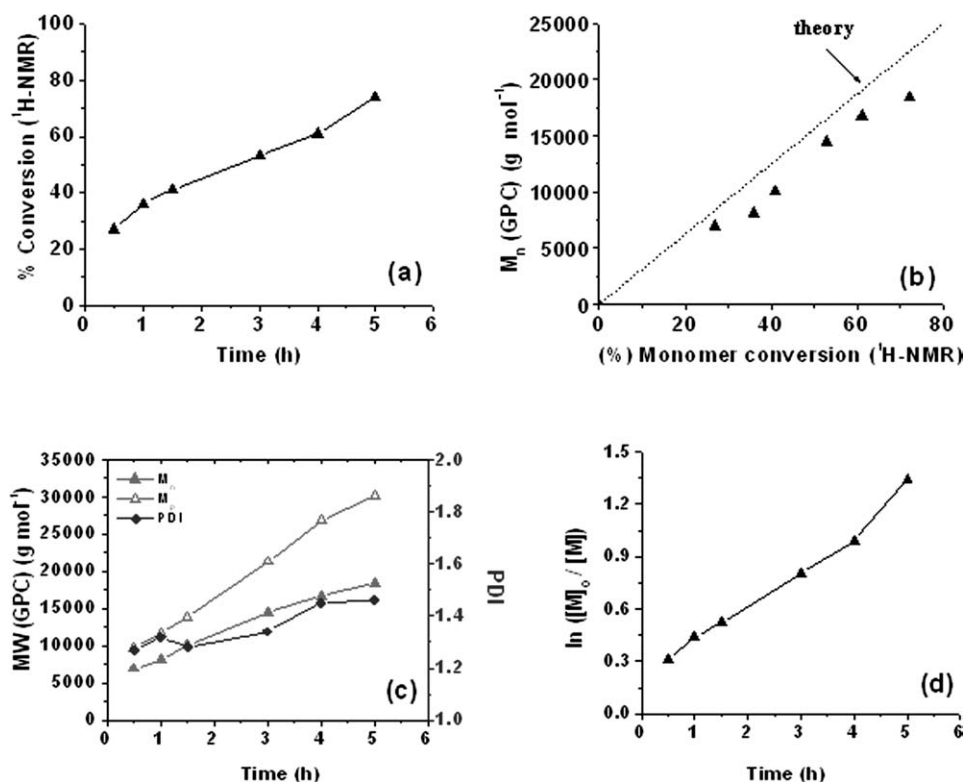 100
80
60
40
20
0
% Conversion (¹H-NMR)
0 1 2 3 4 5 6
Time (h)
(a)
25000
20000
15000
10000
5000
0
Mₙ (GPC) (g mol⁻¹)
theory
0 20 40 60 80
(%) Monomer conversion (¹H-NMR)
(b)
35000
30000
25000
20000
15000
10000
5000
0
MW (GPC) (g mol⁻¹)
M
M
PDI
2.0
1.8
1.6
1.4
1.2
1.0
PDI
0 1 2 3 4 5 6
Time (h)
(c)
1.5
1.2
0.9
0.6
0.3
0.0
ln ([M]₀ / [M])
0 1 2 3 4 5 6
Time (h)
(d)